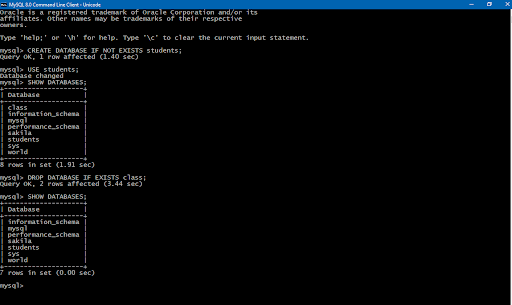 MySQL 8.0 Command Line Client - Unicode
Oracle is a registered trademark of Oracle Corporation and/or its
affiliates. Other names may be trademarks of their respective
owners.
Type 'help;' or '\h' for help. Type '\c' to clear the current input statement.
mysql> CREATE DATABASE IF NOT EXISTS students;
Query OK, 1 row affected (1.40 sec)
mysql> USE students;
Database changed
mysql> SHOW DATABASES;
+--------------------+
| Database           |
+--------------------+
| class              |
| information_schema |
| mysql              |
| performance_schema |
| sakila             |
| students           |
| sys                |
| world              |
+--------------------+
8 rows in set (1.91 sec)
mysql> DROP DATABASE IF EXISTS class;
Query OK, 2 rows affected (3.44 sec)
mysql> SHOW DATABASES;
+--------------------+
| Database           |
+--------------------+
| information_schema |
| mysql              |
| performance_schema |
| sakila             |
| students           |
| sys                |
| world              |
+--------------------+
7 rows in set (0.00 sec)
mysql>